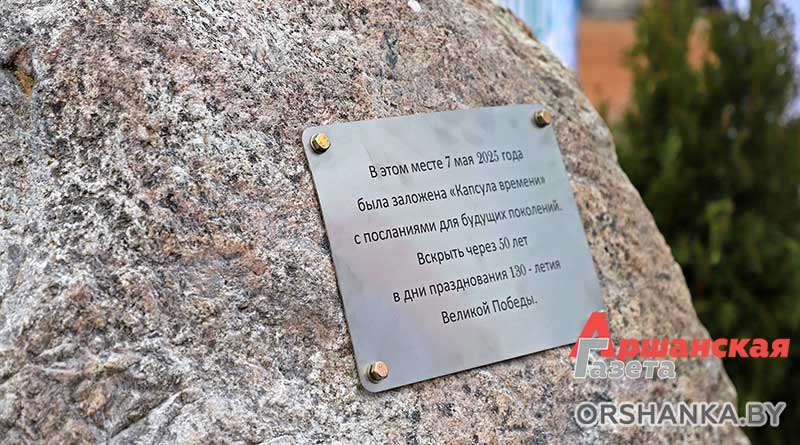 В этом месте 7 мая 2025 года
была заложена «Капсула времени»
с посланиями для будущих поколений.
Вскрыть через 50 лет
в дни празднования 130 - летия
Великой Победы.
Аршанская
Газета
ORSHANKA.BY